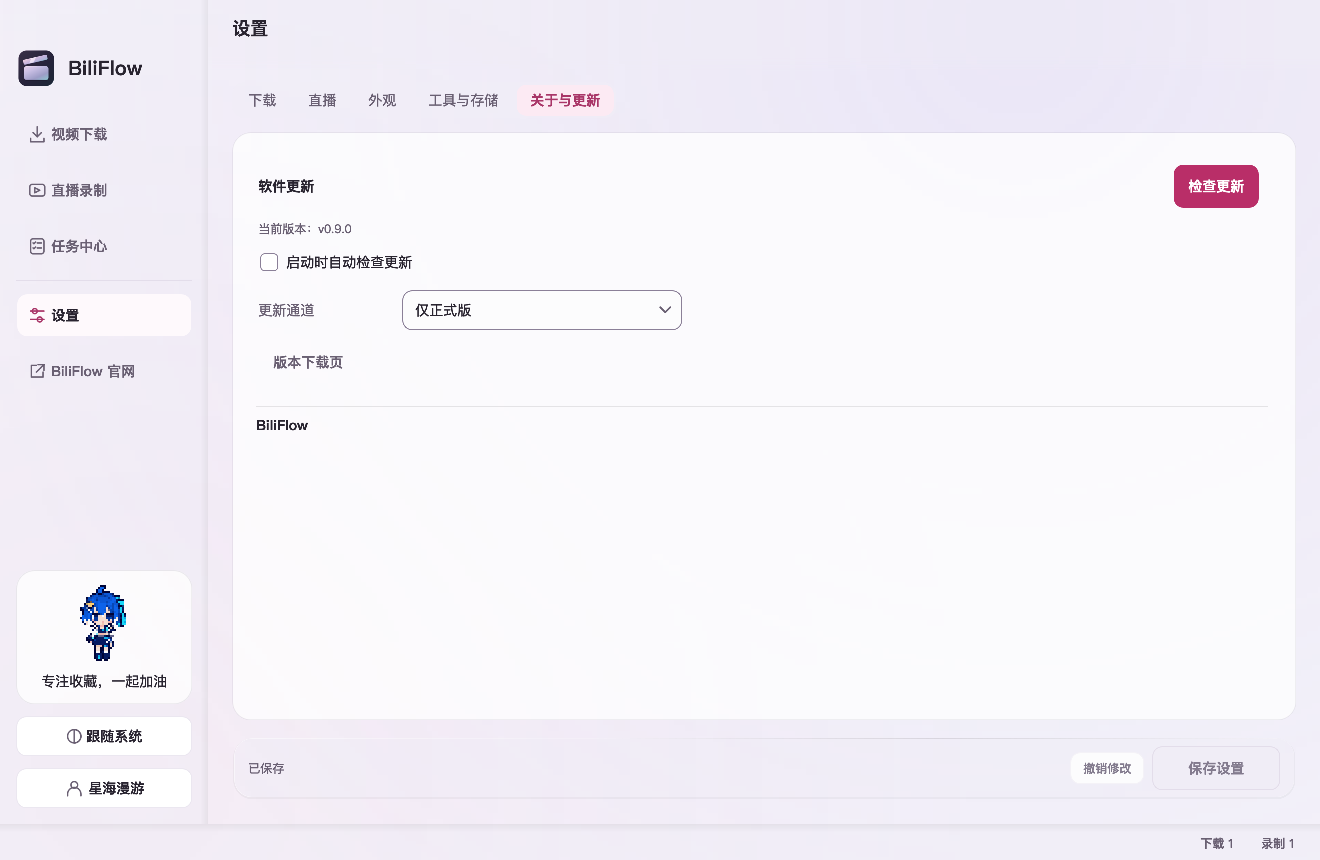 BiliFlow
视频下载
直播录制
任务中心
设置
BiliFlow 官网
专注收藏，一起加油
跟随系统
星海漫游
设置
下载 直播 外观 工具与存储 关于与更新
软件更新
检查更新
当前版本：v0.9.0
启动时自动检查更新
更新通道 仅正式版
版本下载页
BiliFlow
已保存
撤销修改 保存设置
下载 1 录制 1